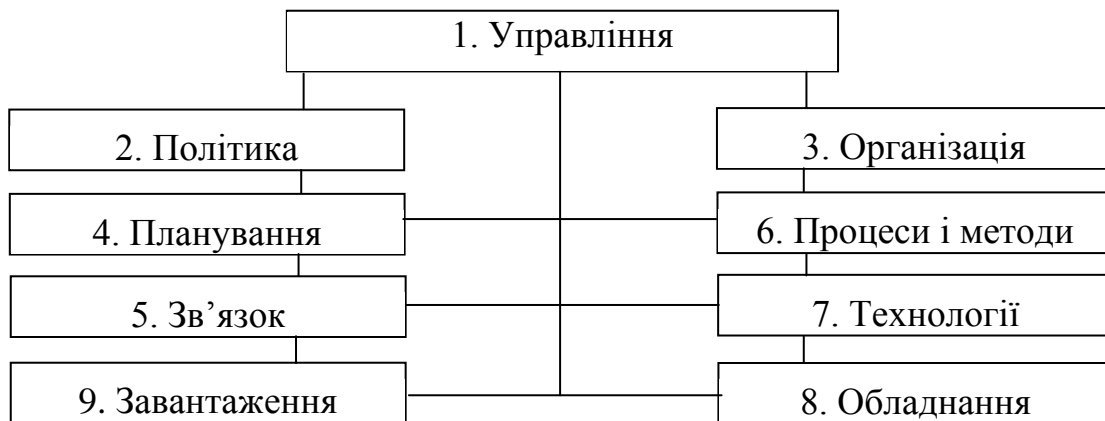 1. Управління
2. Політика
3. Організація
4. Планування
6. Процеси і методи
5. Зв’язок
7. Технології
9. Завантаження
8. Обладнання